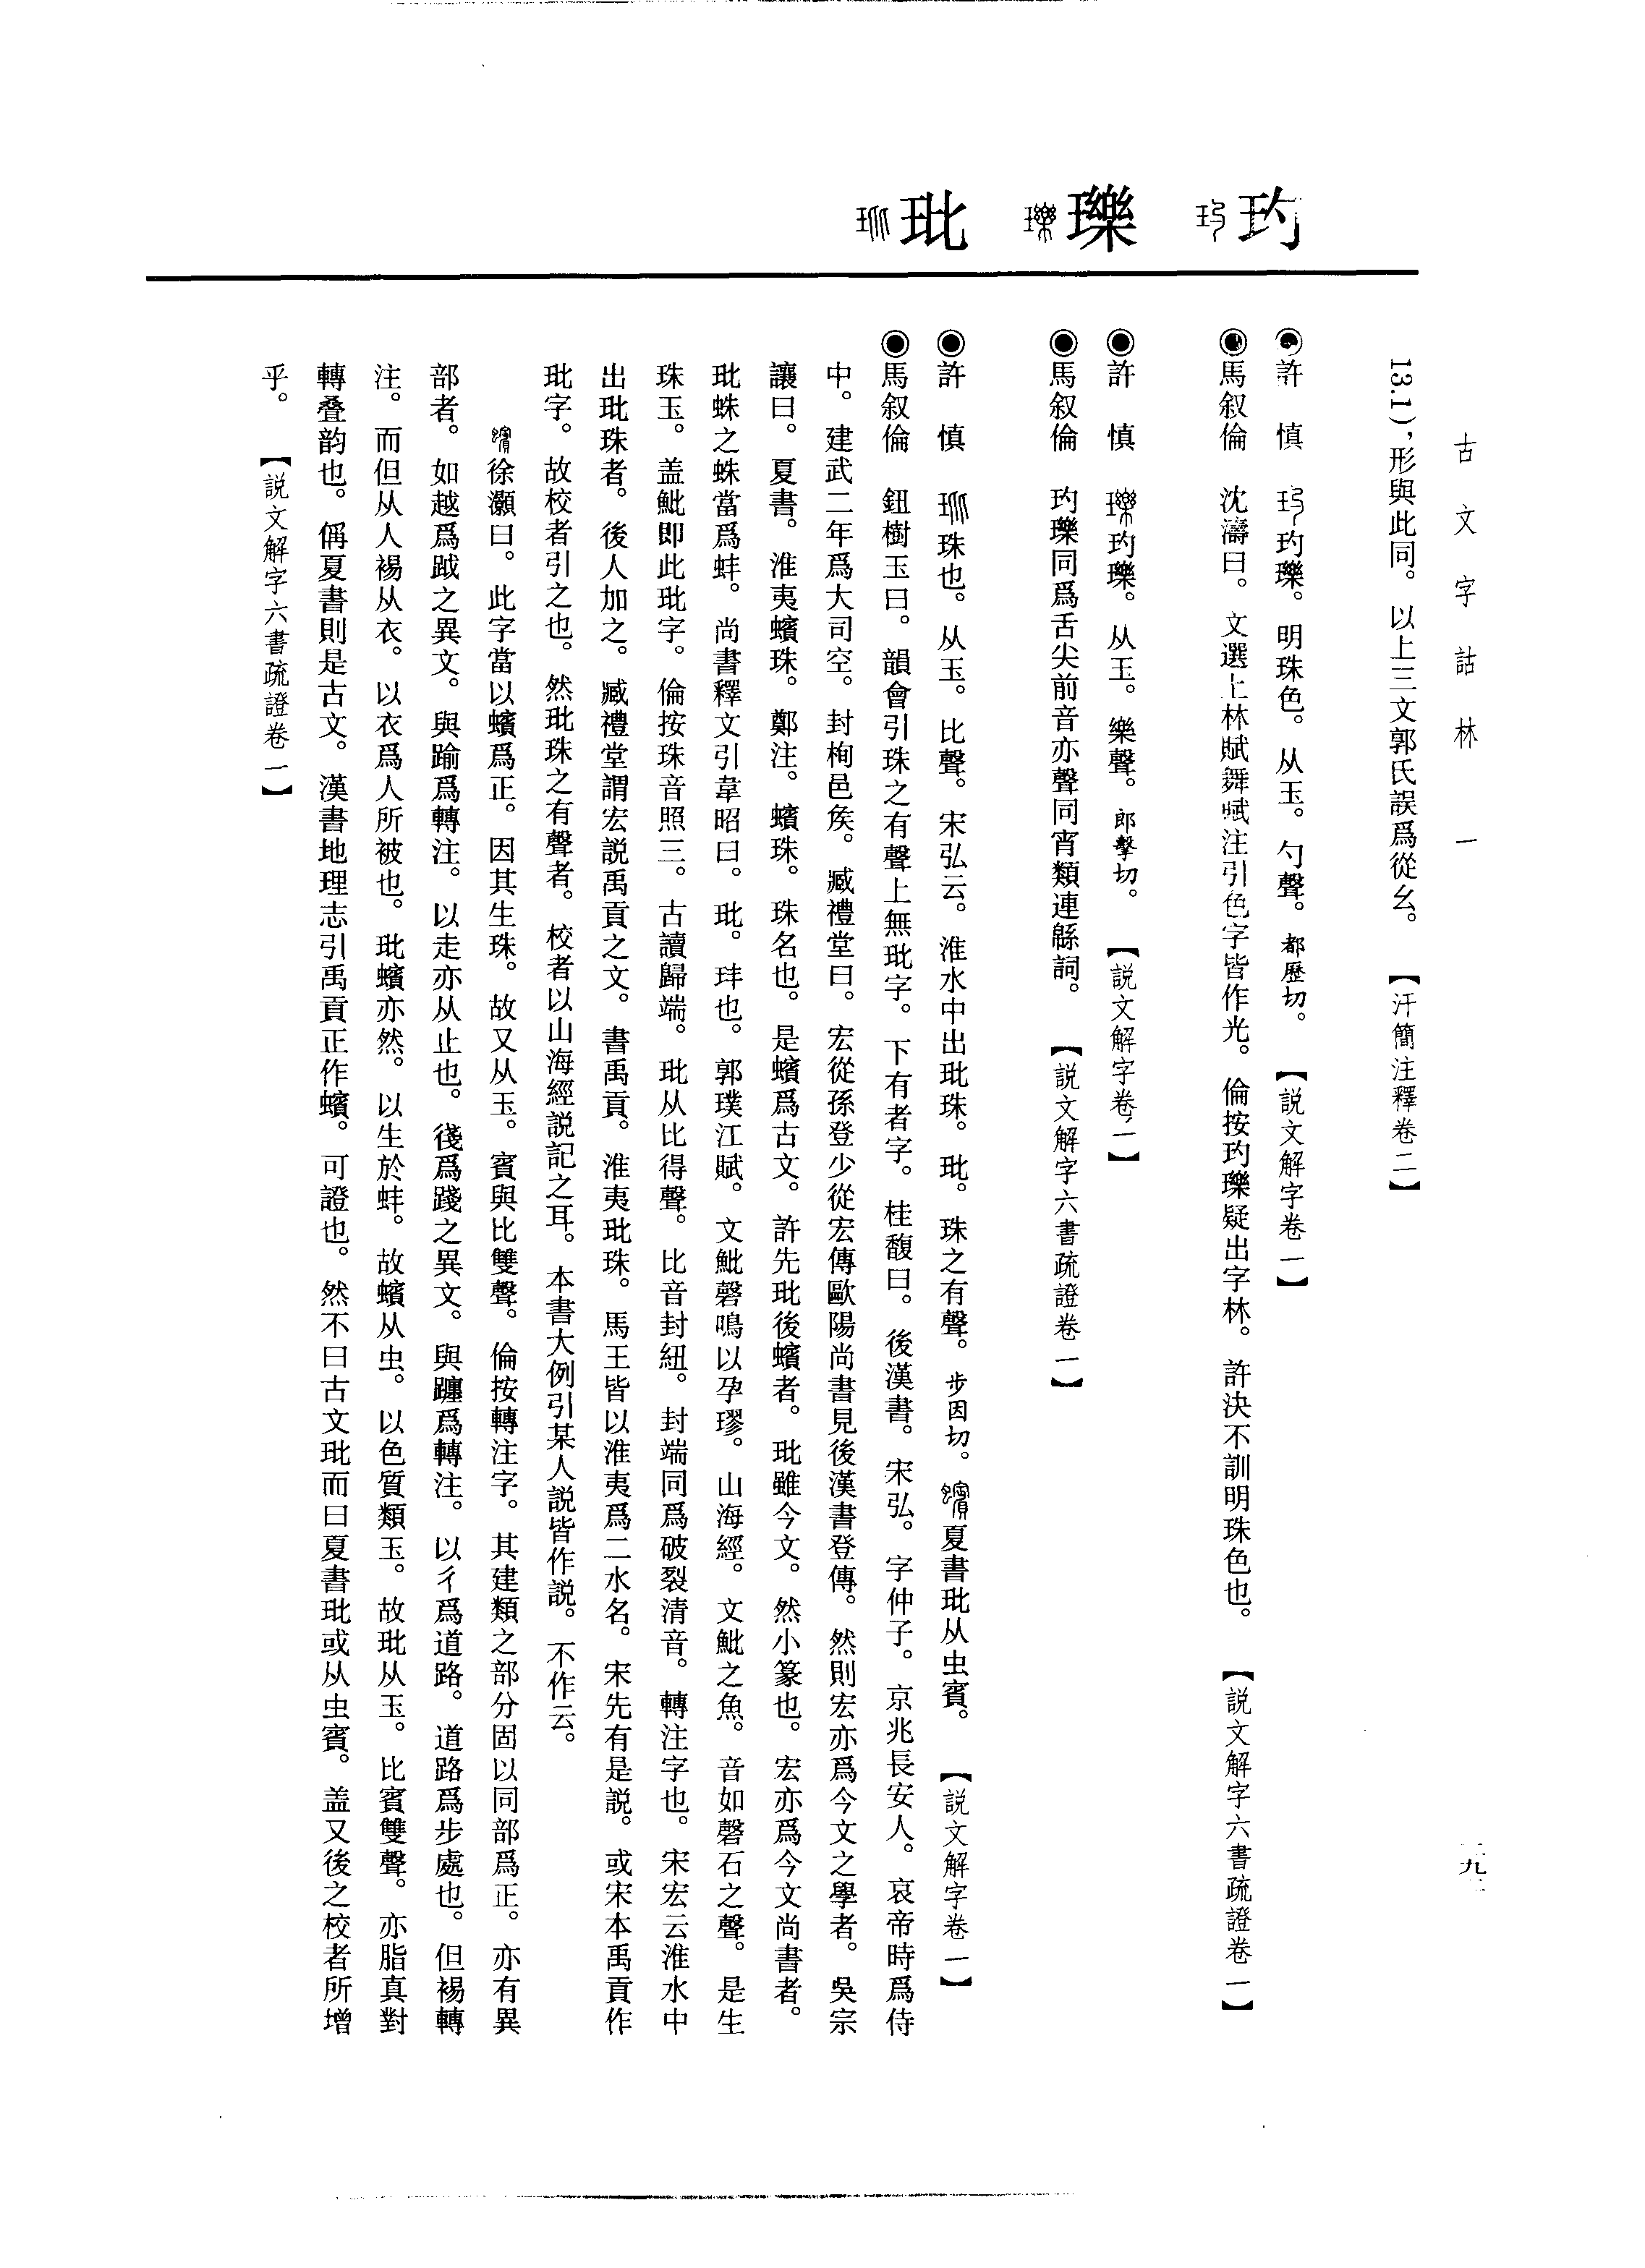 古文字詁林　一
玓　瓅　玭
13.1)，形與此同。以上三文郭氏誤爲從幺。　【汗簡注釋卷二】
◉許　慎　玓瓅。明珠色。从玉。勺聲。都歷切。　【説文解字卷一】
◉馬叙倫　沈濤曰。文選上林賦舞賦注引色字皆作光。倫按玓瓅疑出字林。許決不訓明珠色也。　【説文解字六書疏證卷一】
◉許　慎　玓瓅。从玉。樂聲。郎擊切。　【説文解字卷一】
◉馬叙倫　玓瓅同爲舌尖前音亦聲同宵類連緜詞。　【説文解字六書疏證卷一】
◉許　慎　珠也。从玉。比聲。宋弘云。淮水中出玭珠。玭。珠之有聲。步因切。夏書玭从虫賓。　【説文解字卷一】
◉馬叙倫　鈕樹玉曰。韻會引珠之有聲上無玭字。下有者字。桂馥曰。後漢書。宋弘。字仲子。京兆長安人。哀帝時爲侍
中。建武二年爲大司空。封栒邑矦。臧禮堂曰。宏從孫登少從宏傳歐陽尚書見後漢書登傳。然則宏亦爲今文之學者。吳宗
讓曰。夏書。淮夷蠙珠。鄭注。蠙珠。珠名也。是蠙爲古文。許先玭後蠙者。玭雖今文。然小篆也。宏亦爲今文尚書者。
玭蛛之蛛當爲蚌。尚書釋文引韋昭曰。玭。玤也。郭璞江賦。文魮磬鳴以孕璆。山海經。文魮之魚。音如磬石之聲。是生
珠玉。盖魮即此玭字。倫按珠音照三。古讀歸端。玭从比得聲。比音封紐。封端同爲破裂清音。轉注字也。宋宏云淮水中
出玭珠者。後人加之。臧禮堂謂宏説禹貢之文。書禹貢。淮夷玭珠。馬王皆以淮夷爲二水名。宋先有是説。或宋本禹貢作
玭字。故校者引之也。然玭珠之有聲者。校者以山海經説記之耳。本書大例引某人説皆作説。不作云。
徐灝曰。此字當以蠙爲正。因其生珠。故又从玉。賓與比雙聲。倫按轉注字。其建類之部分固以同部爲正。亦有異
部者。如越爲跋之異文。與踰爲轉注。以走亦从止也。後爲踐之異文。與躔爲轉注。以彳爲道路。道路爲步處也。但裼轉
注。而但从人裼从衣。以衣爲人所被也。玭蠙亦然。以生於蚌。故蠙从虫。以色質類玉。故玭从玉。比賓雙聲。亦脂真對
轉叠韵也。偁夏書則是古文。漢書地理志引禹貢正作蠙。可證也。然不曰古文玭而曰夏書玭或从虫賓。盖又後之校者所增
乎。　【説文解字六書疏證卷一】